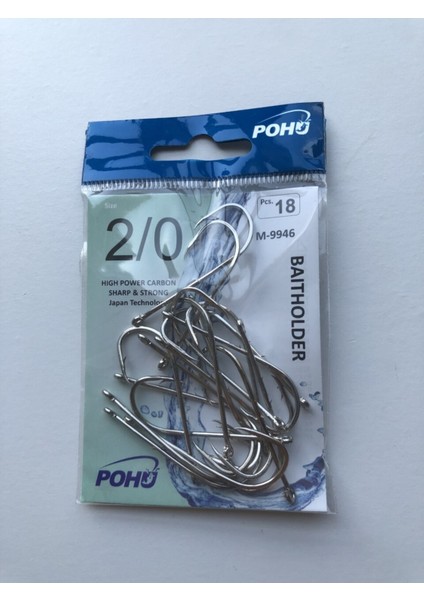 POHU
Size
Pcs. 18
2/0
M-9946
HIGH POWER CARBON
SHARP & STRONG
Japan Technology
BAITHOLDER
POHU